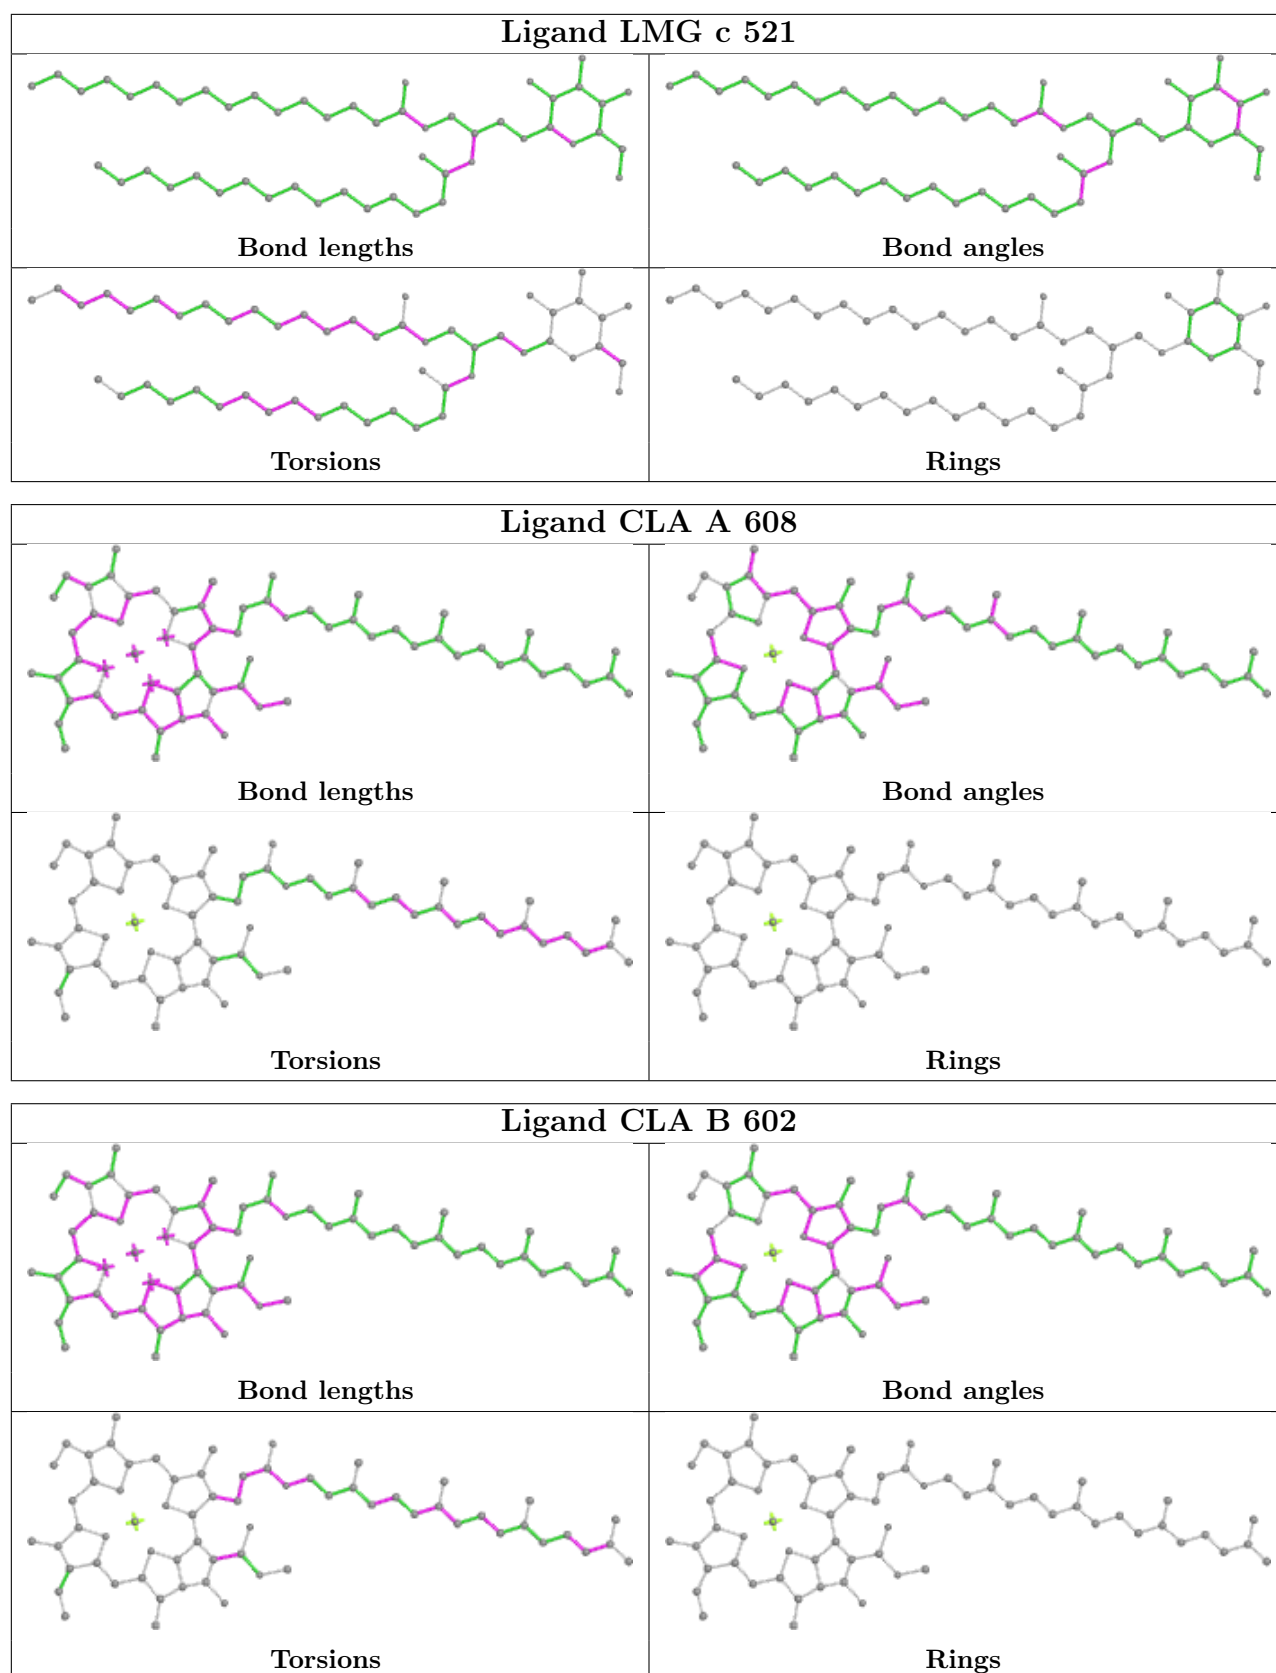 Ligand LMG c 521
Bond lengths
Bond angles
Torsions
Rings
Ligand CLA A 608
Bond lengths
Bond angles
Torsions
Rings
Ligand CLA B 602
Bond lengths
Bond angles
Torsions
Rings